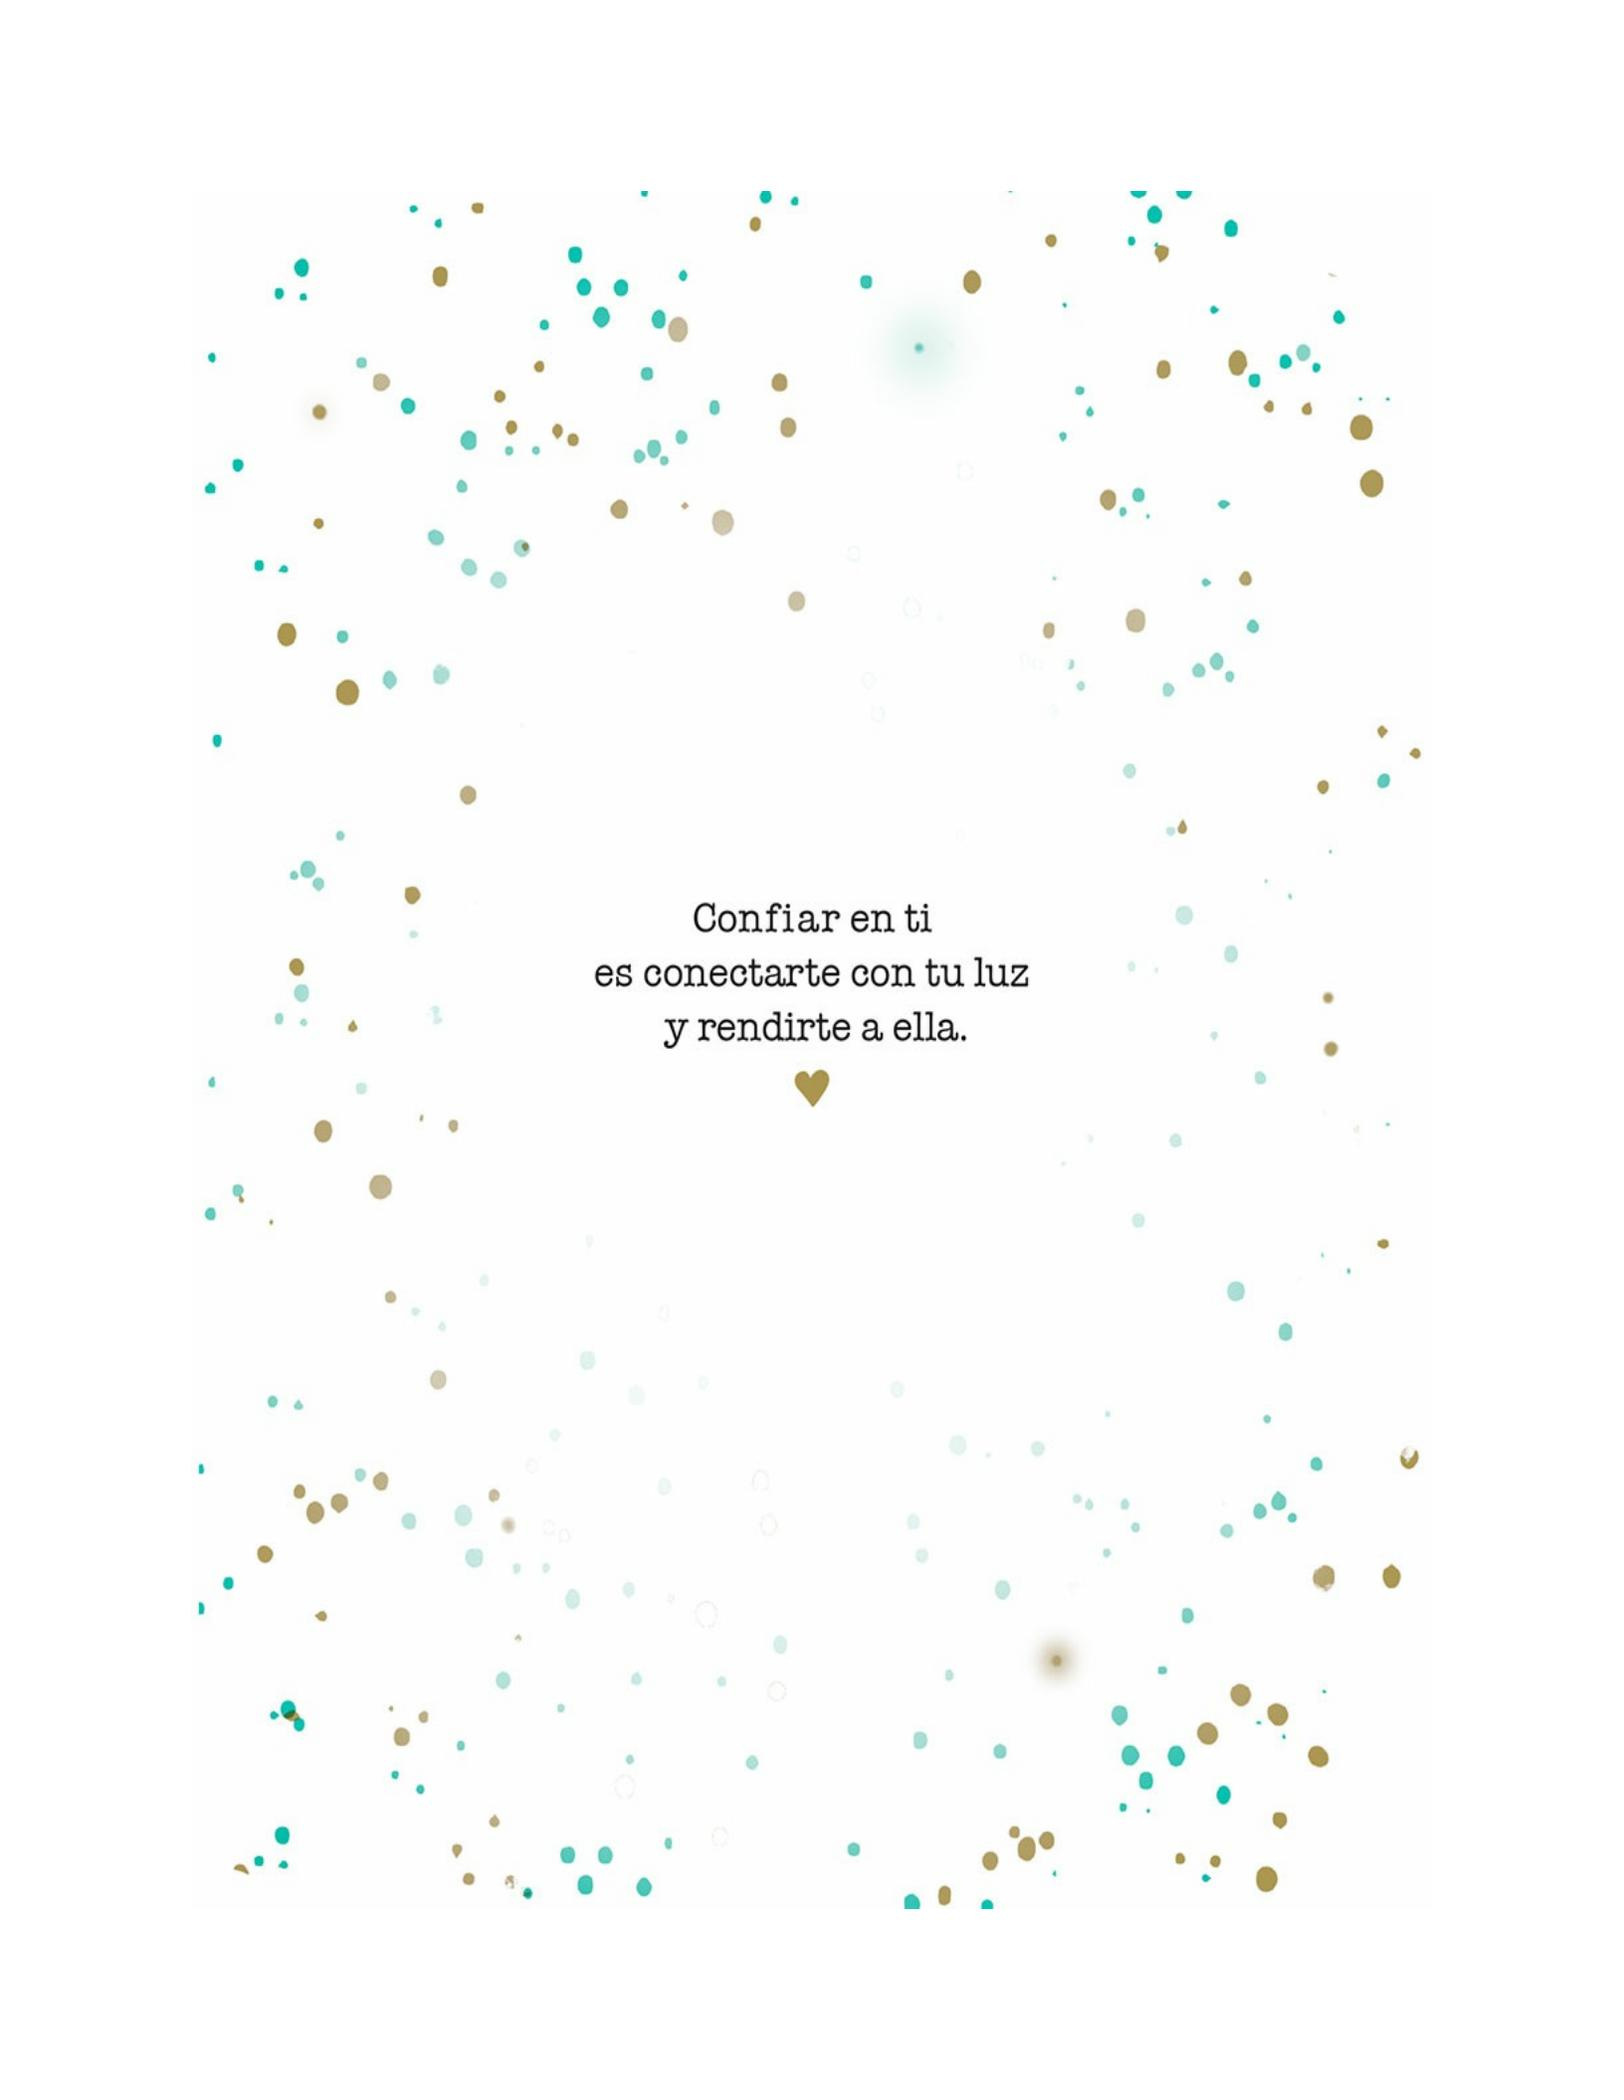 Confiar en ti
es conectarte con tu luz
y rendirte a ella.